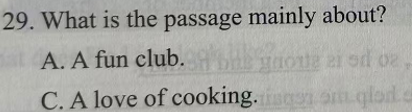 29. What is the passage mainly about?
A. A fun club.
C. A love of cooking.